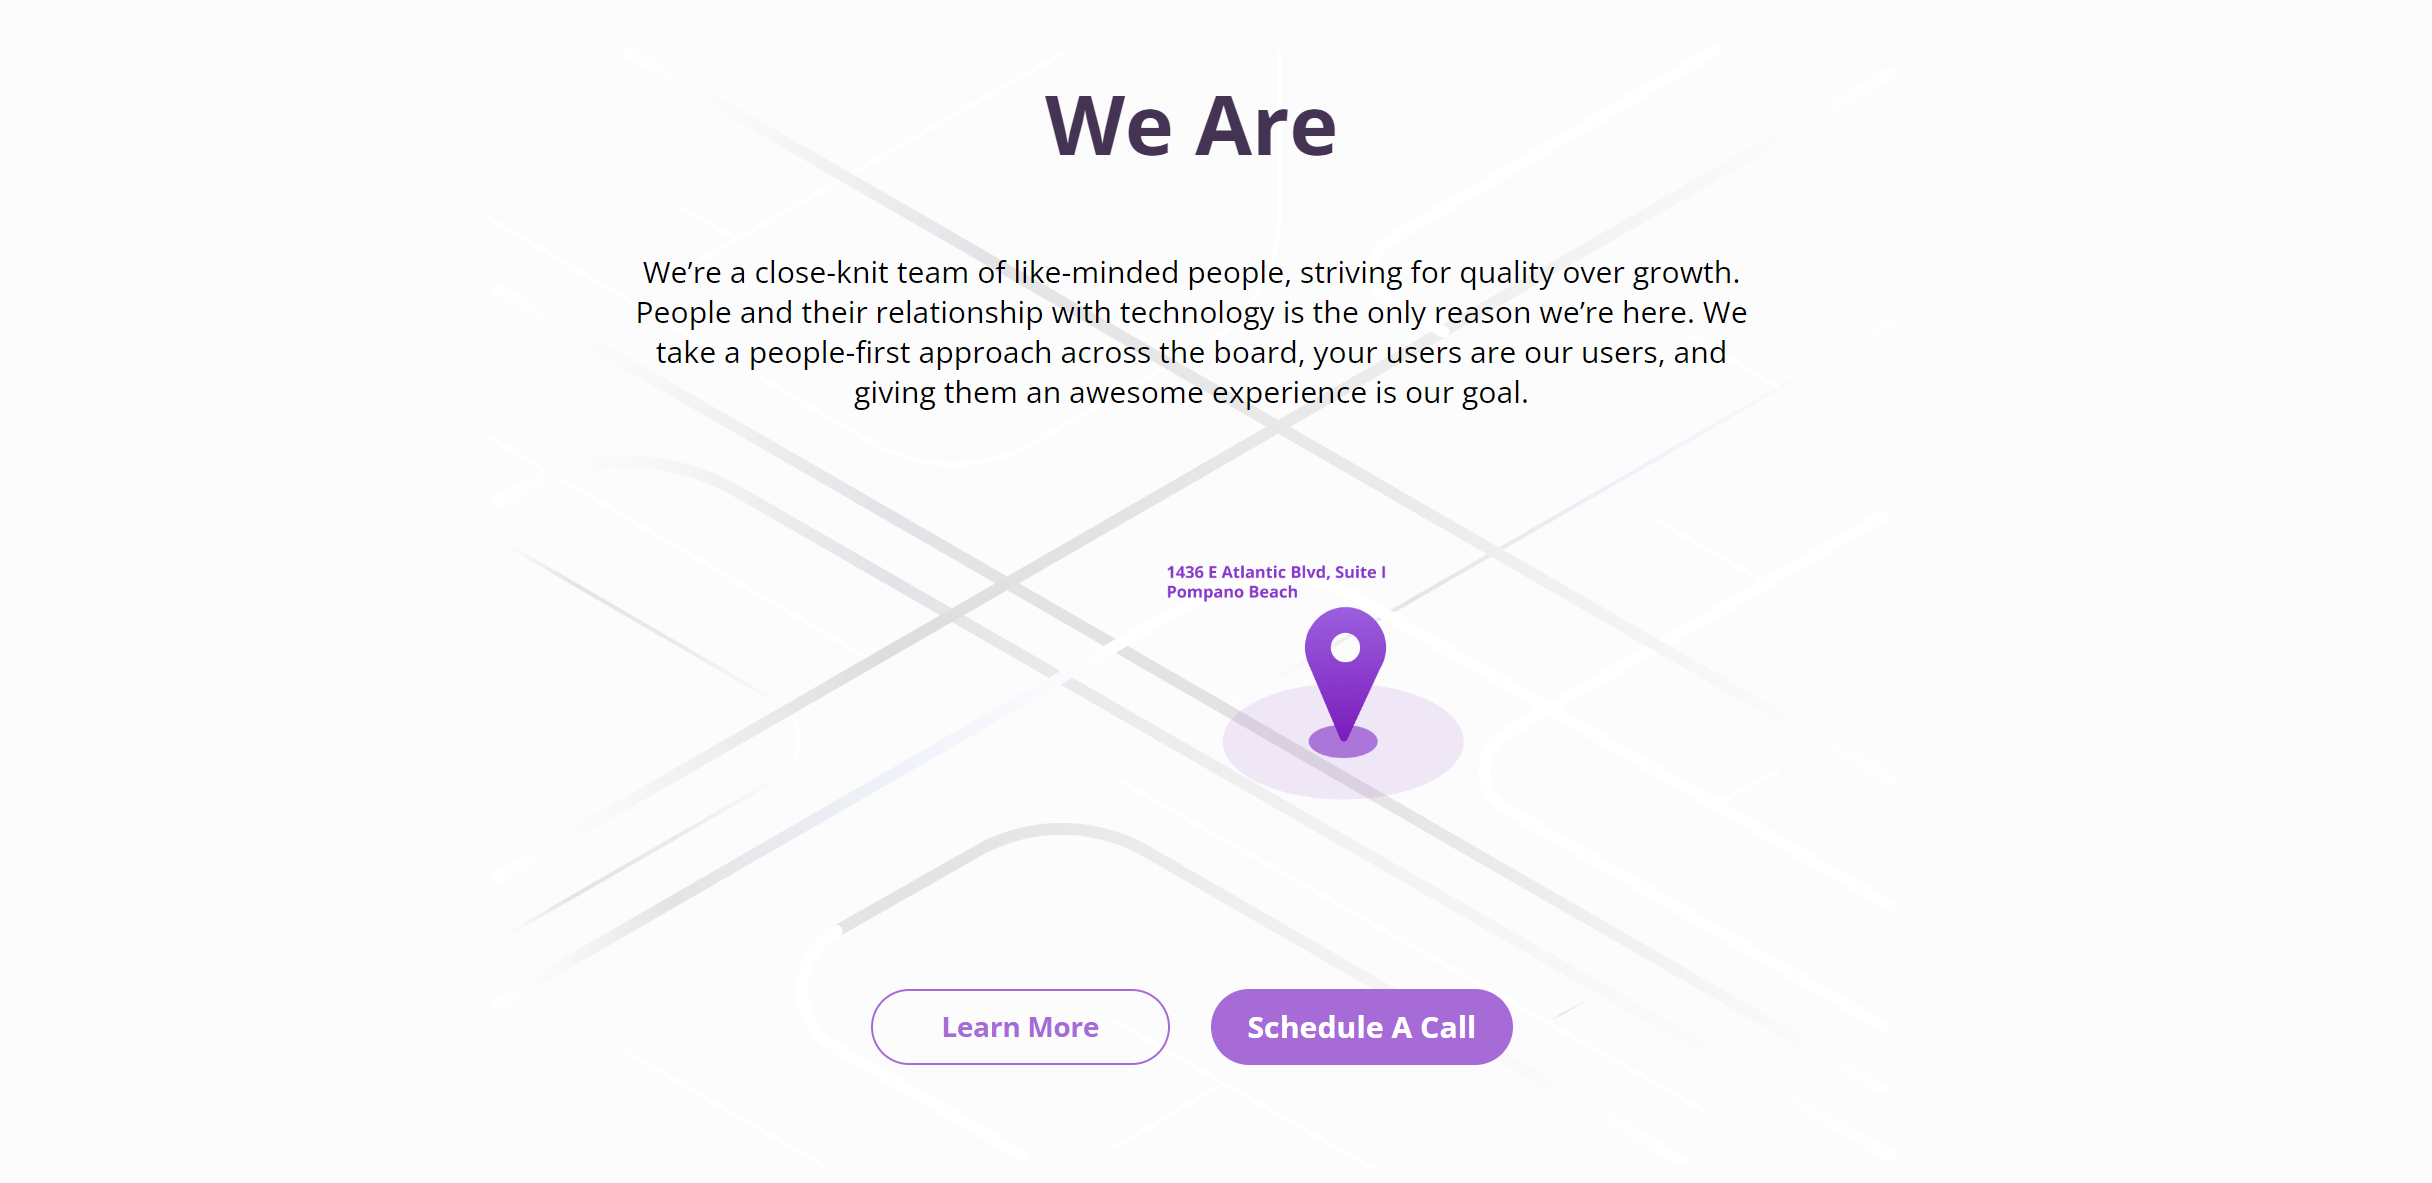 We Are
We’re a close-knit team of like-minded people, striving for quality over growth.
People and their relationship with technology is the only reason we’re here. We
take a people-first approach across the board, your users are our users, and
giving them an awesome experience is our goal.
1436 E Atlantic Blvd, Suite I
Pompano Beach
Learn More
Schedule A Call